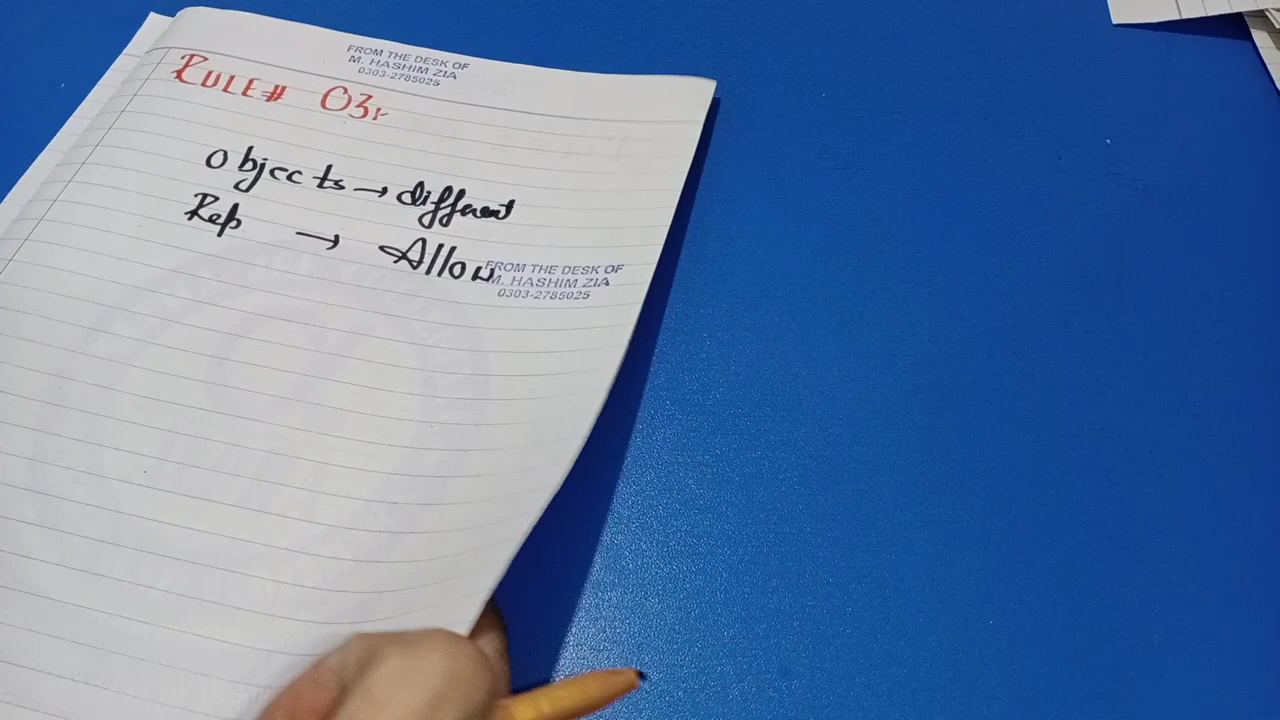 FROM THE DESK OF
M. HASHIM ZIA
0303-2785025
RULE# 03:
Objects → different
Rep → Allow
FROM THE DESK OF
M. HASHIM ZIA
0303-2785025